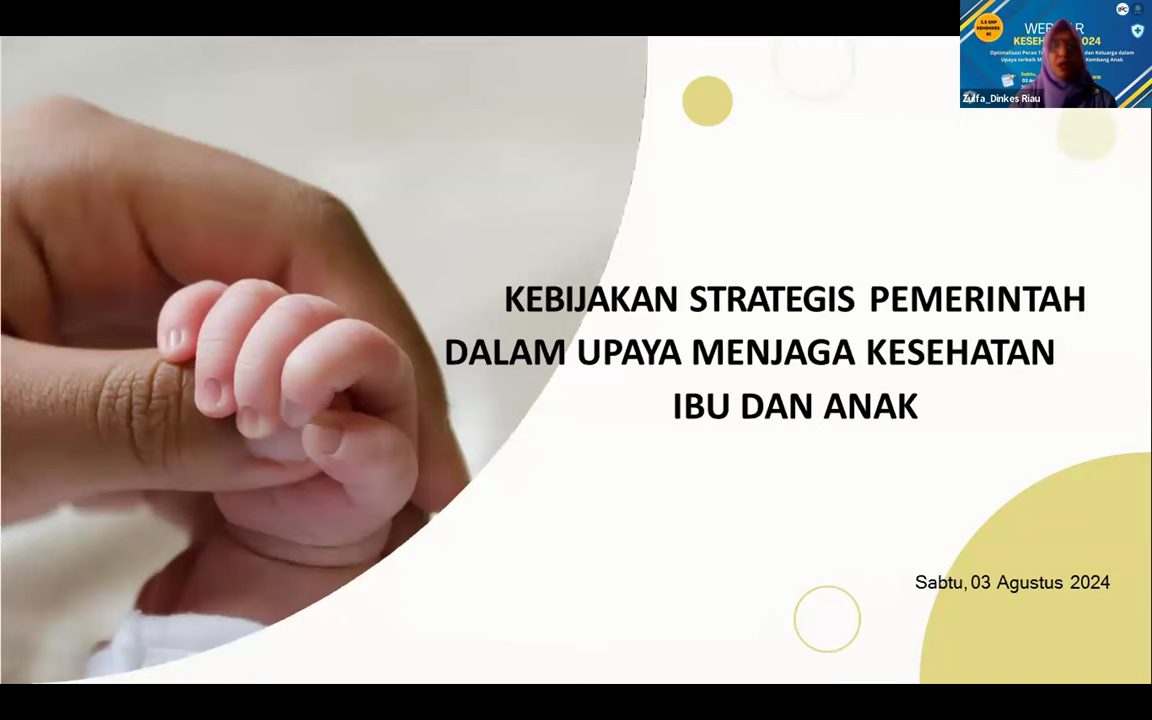 KEBIJAKAN STRATEGIS PEMERINTAH
DALAM UPAYA MENJAGA KESEHATAN
IBU DAN ANAK
Sabtu, 03 Agustus 2024
Zulfa_Dinkes Riau